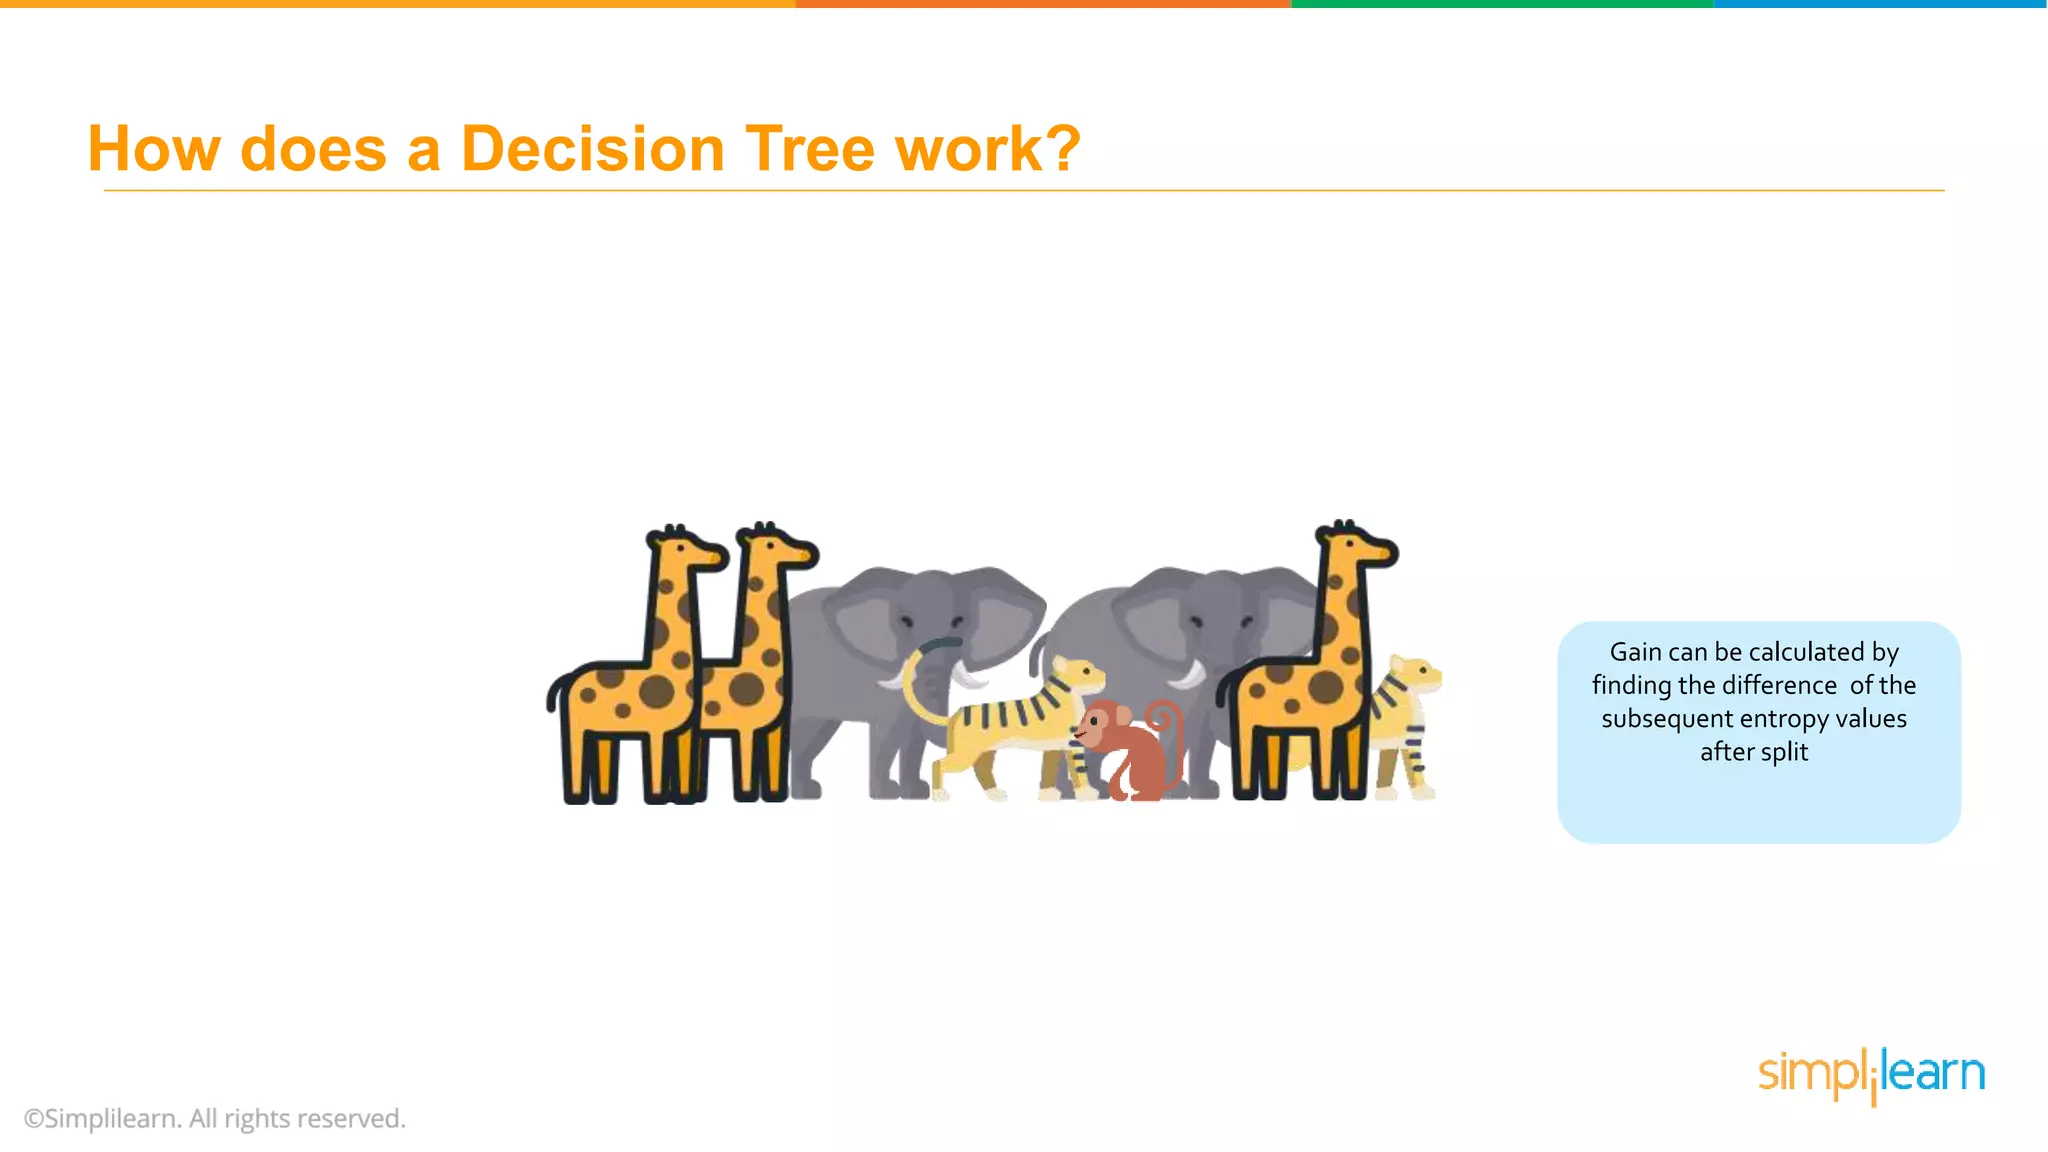 How does a Decision Tree work?
Gain can be calculated by
finding the difference  of the
subsequent entropy values
after split
simplilearn
©Simplilearn. All rights reserved.